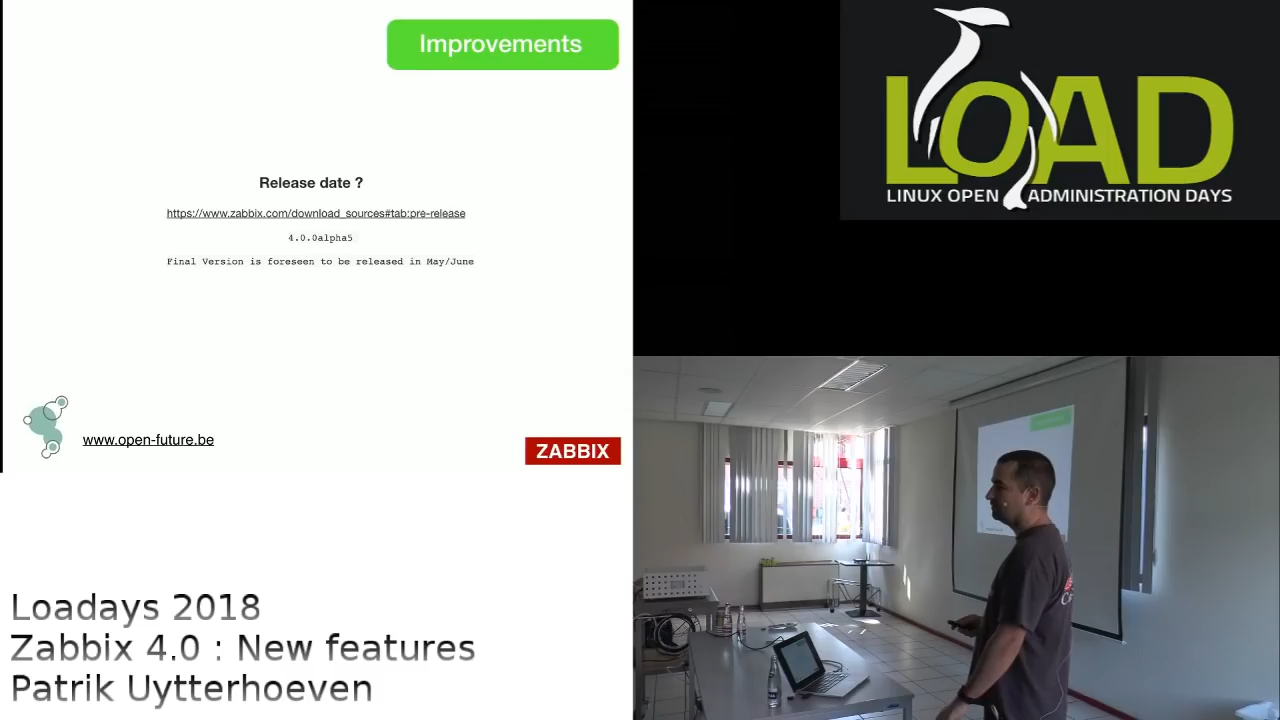 Improvements
Release date ?
https://www.zabbix.com/download_sources#tab:pre-release
4.0.0alpha5
Final Version is foreseen to be released in May/June
www.open-future.be
ZABBIX
LOAD
LINUX OPEN ADMINISTRATION DAYS
Loadays 2018
Zabbix 4.0 : New features
Patrik Uytterhoeven